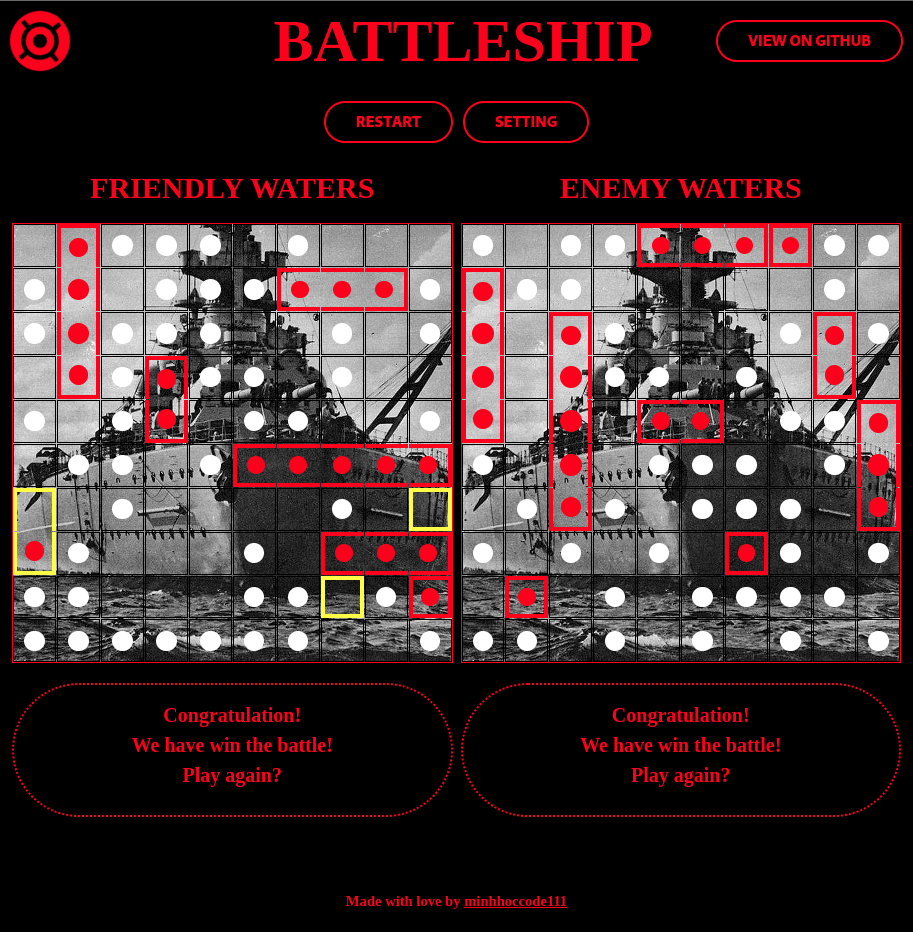 BATTLESHIP
VIEW ON GITHUB
RESTART
SETTING
FRIENDLY WATERS
ENEMY WATERS
Congratulation!
We have win the battle!
Play again?
Congratulation!
We have win the battle!
Play again?
Made with love by minhhoccode111